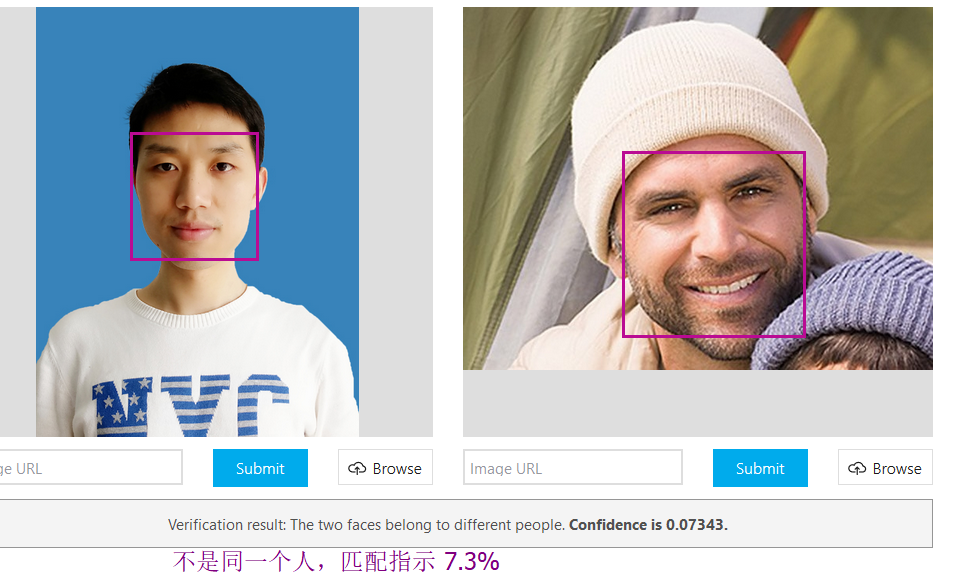 NYC
ge URL
Submit
Browse
Image URL
Submit
Browse
Verification result: The two faces belong to different people. Confidence is 0.07343.
不是同一个人，匹配指示 7.3%